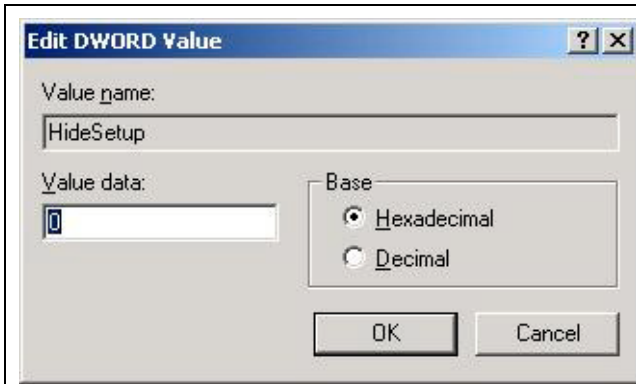 Edit DWORD Value
Value name:
HideSetup
Value data:
0
Base
Hexadecimal
Decimal
OK
Cancel